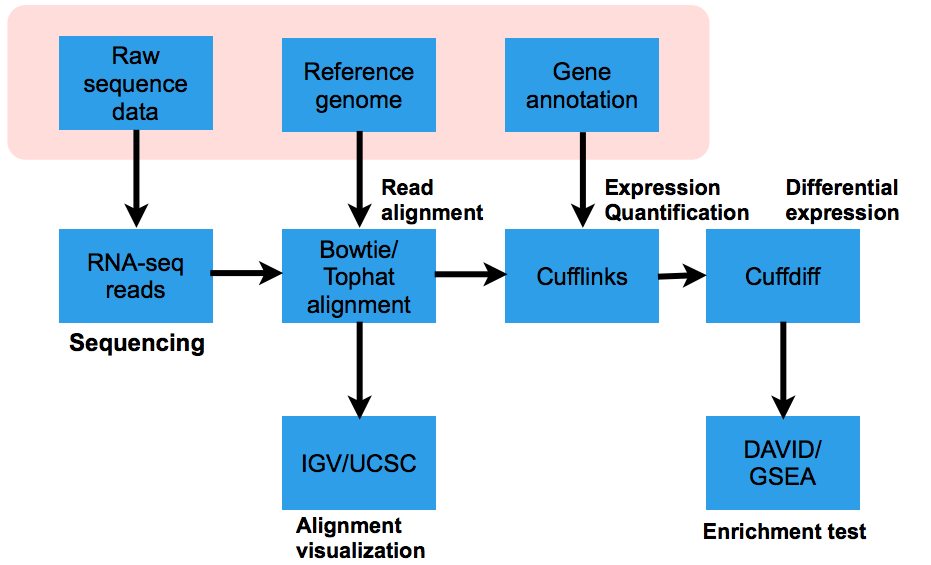 Raw
sequence
data
Reference
genome
Gene
annotation
Read
alignment
Expression
Quantification
Differential
expression
RNA-seq
reads
Bowtie/
Tophat
alignment
Cufflinks
Cuffdiff
Sequencing
IGV/UCSC
DAVID/
GSEA
Alignment
visualization
Enrichment test